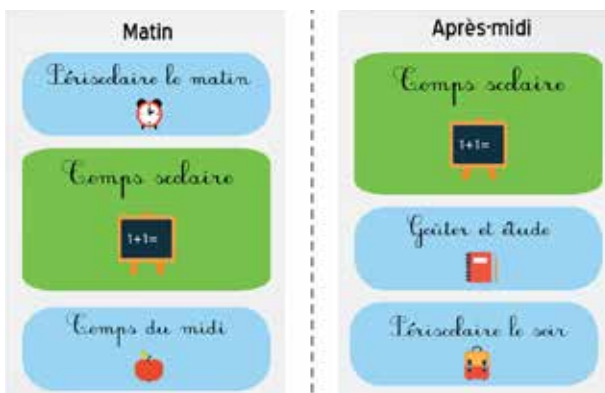 Matin
Périscolaire le matin
Temps scolaire
1+1=
Temps du midi
Après-midi
Temps scolaire
1+1=
Goûter et étude
Périscolaire le soir